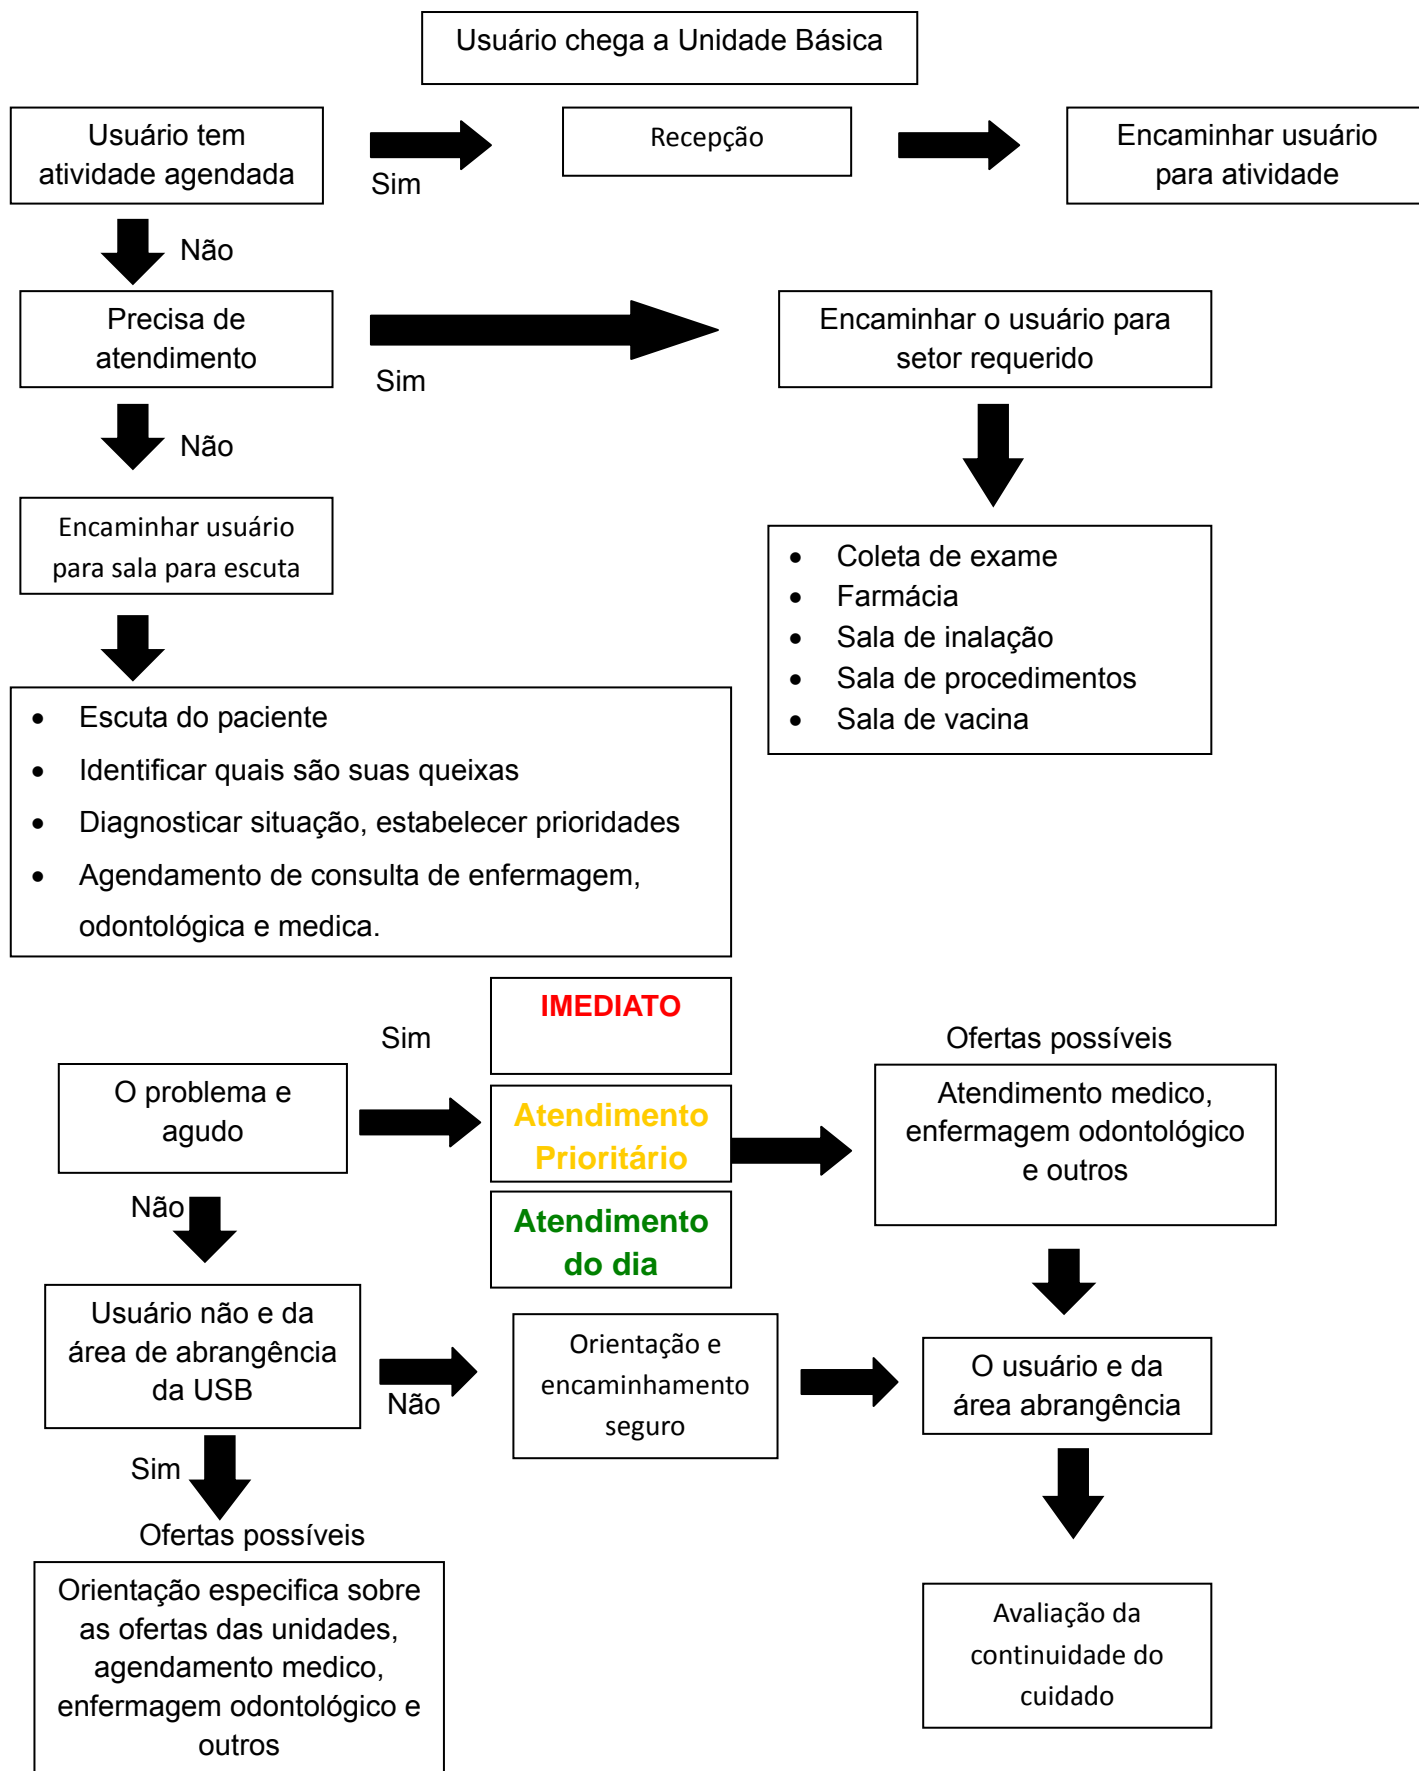 Usuário chega a Unidade Básica
Usuário tem
atividade agendada
Sim
Recepção
Encaminhar usuário
para atividade
Não
Precisa de
atendimento
Sim
Encaminhar o usuário para
setor requerido
Não
Encaminhar usuário
para sala para escuta
• Coleta de exame
• Farmácia
• Sala de inalação
• Sala de procedimentos
• Sala de vacina
• Escuta do paciente
• Identificar quais são suas queixas
• Diagnosticar situação, estabelecer prioridades
• Agendamento de consulta de enfermagem,
odontológica e medica.
O problema e
agudo
Sim
IMEDIATO
Atendimento
Prioritário
Atendimento
do dia
Ofertas possíveis
Atendimento medico,
enfermagem odontológico
e outros
Não
Usuário não e da
área de abrangência
da USB
Não
Orientação e
encaminhamento
seguro
O usuário e da
área abrangência
Sim
Ofertas possíveis
Orientação especifica sobre
as ofertas das unidades,
agendamento medico,
enfermagem odontológico e
outros
Avaliação da
continuidade do
cuidado